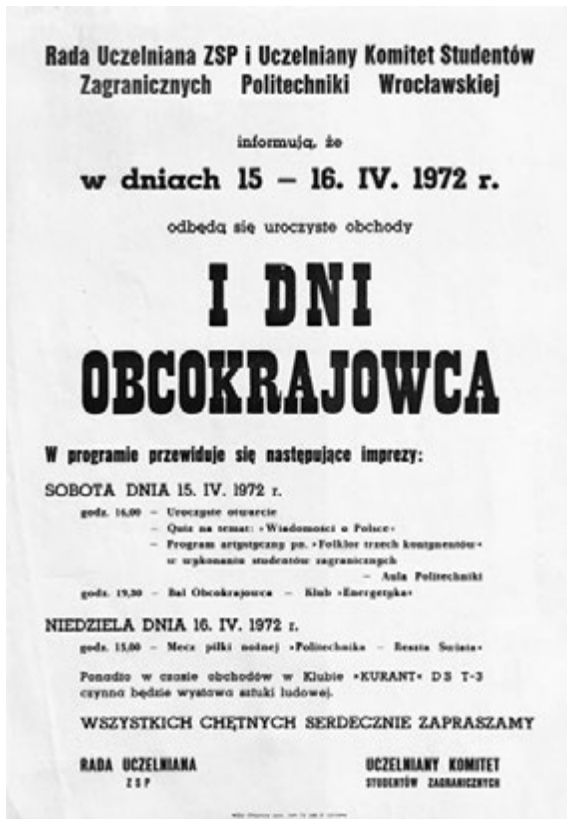 Rada Uczelniana ZSP i Uczelniany Komitet Studentów
Zagranicznych Politechniki Wrocławskiej
informują, że
w dniach 15 – 16. IV. 1972 r.
odbędą się uroczyste obchody
I DNI
OBCOKRAJOWCA
W programie przewiduje się następujące imprezy:
SOBOTA DNIA 15. IV. 1972 r.
godz. 16,00 – Uroczyste otwarcie
– Quiz na temat: »Wiadomości o Polsce«
– Program artystyczny pn. »Folklor trzech kontynentów«
w wykonaniu studentów zagranicznych
– Aula Politechniki
godz. 19,30 – Bal Obcokrajowca – Klub »Energetyka«
NIEDZIELA DNIA 16. IV. 1972 r.
godz. 15,00 – Mecz piłki nożnej »Politechnika – Reszta Świata«
Ponadto w czasie obchodów w Klubie »KURANT« DS T-3
czynna będzie wystawa sztuki ludowej.
WSZYSTKICH CHĘTNYCH SERDECZNIE ZAPRASZAMY
RADA UCZELNIANA
ZSP
UCZELNIANY KOMITET
STUDENTÓW ZAGRANICZNYCH